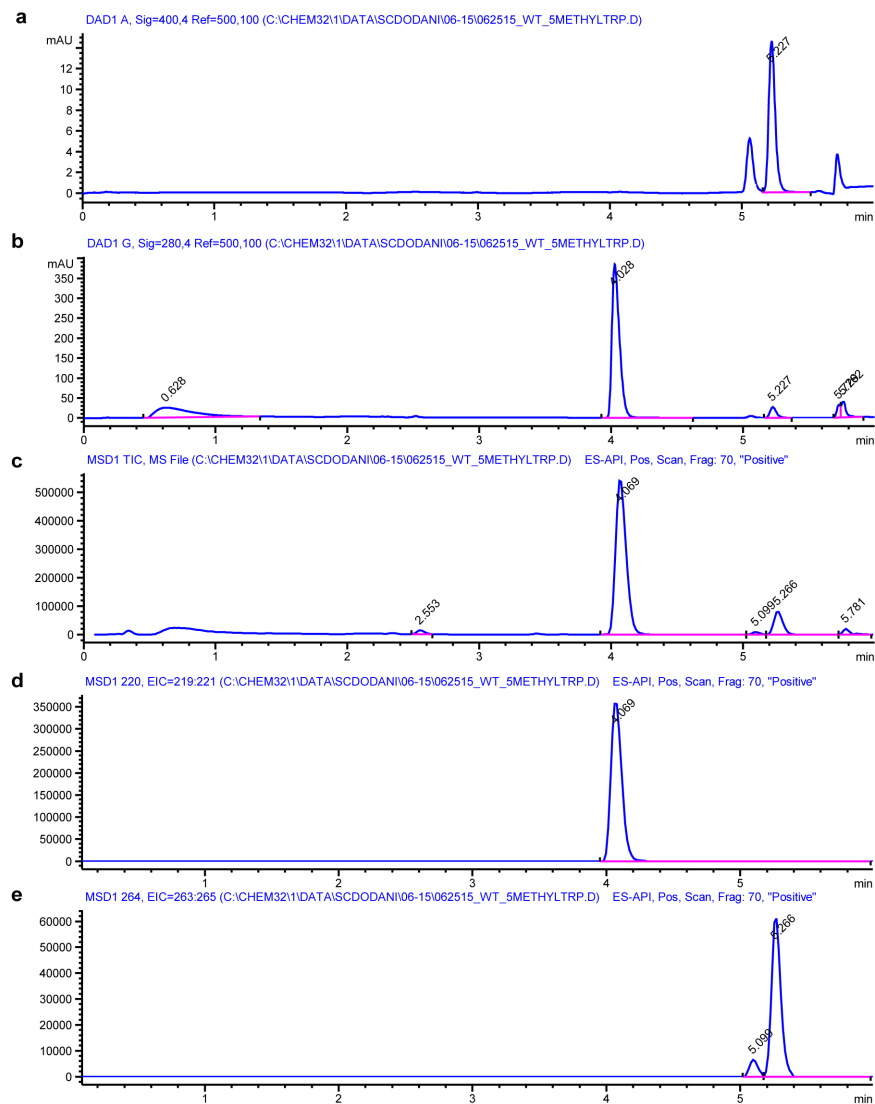 a
DAD1 A, Sig=400,4 Ref=500,100 (C:\CHEM32\1\DATA\SCDODANI\06-15\062515_WT_5METHYLTRP.D)
mAU
5.227
12
10
8
6
4
2
0
0 1 2 3 4 5 min
b
DAD1 G, Sig=280,4 Ref=500,100 (C:\CHEM32\1\DATA\SCDODANI\06-15\062515_WT_5METHYLTRP.D)
mAU
4.028
350
300
250
200
150
100
50
0
0.628
5.227
0 1 2 3 4 5 min
c
MSD1 TIC, MS File (C:\CHEM32\1\DATA\SCDODANI\06-15\062515_WT_5METHYLTRP.D) ES-API, Pos, Scan, Frag: 70, "Positive"
4.069
500000
400000
300000
200000
100000
0
2.553
5.099
5.266
5.781
1 2 3 4 5 min
d
MSD1 220, EIC=219:221 (C:\CHEM32\1\DATA\SCDODANI\06-15\062515_WT_5METHYLTRP.D) ES-API, Pos, Scan, Frag: 70, "Positive"
4.069
350000
300000
250000
200000
150000
100000
50000
0
1 2 3 4 5 min
e
MSD1 264, EIC=263:265 (C:\CHEM32\1\DATA\SCDODANI\06-15\062515_WT_5METHYLTRP.D) ES-API, Pos, Scan, Frag: 70, "Positive"
5.266
60000
50000
40000
30000
20000
10000
0
5.099
1 2 3 4 5 min